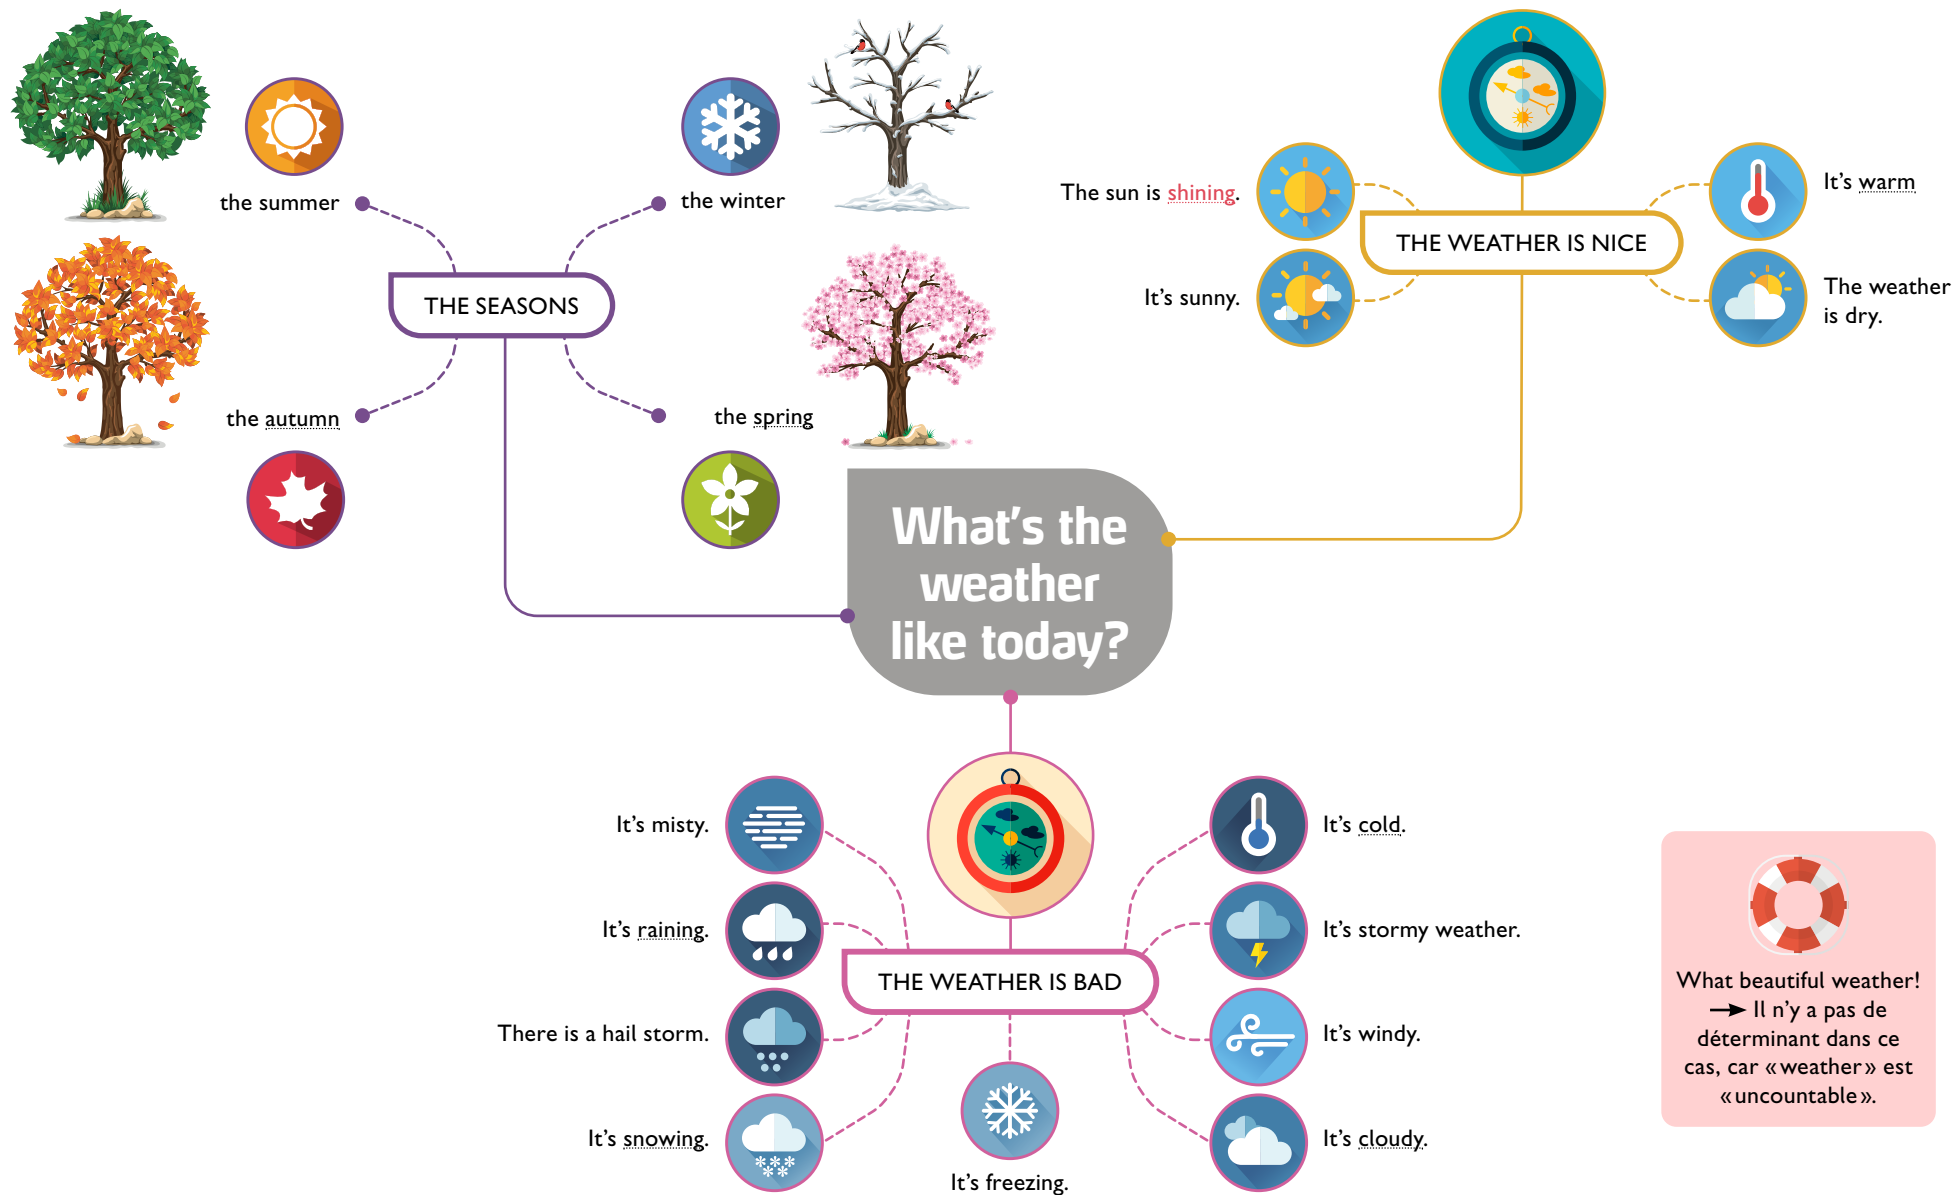 the summer
the winter
THE SEASONS
the autumn
the spring
The sun is shining.
It's warm
THE WEATHER IS NICE
It's sunny.
The weather
is dry.
What's the
weather
like today?
It's misty.
It's cold.
It's raining.
It's stormy weather.
THE WEATHER IS BAD
There is a hail storm.
It's windy.
It's snowing.
It's cloudy.
It's freezing.
What beautiful weather!
→ Il n'y a pas de
déterminant dans ce
cas, car «weather» est
«uncountable».